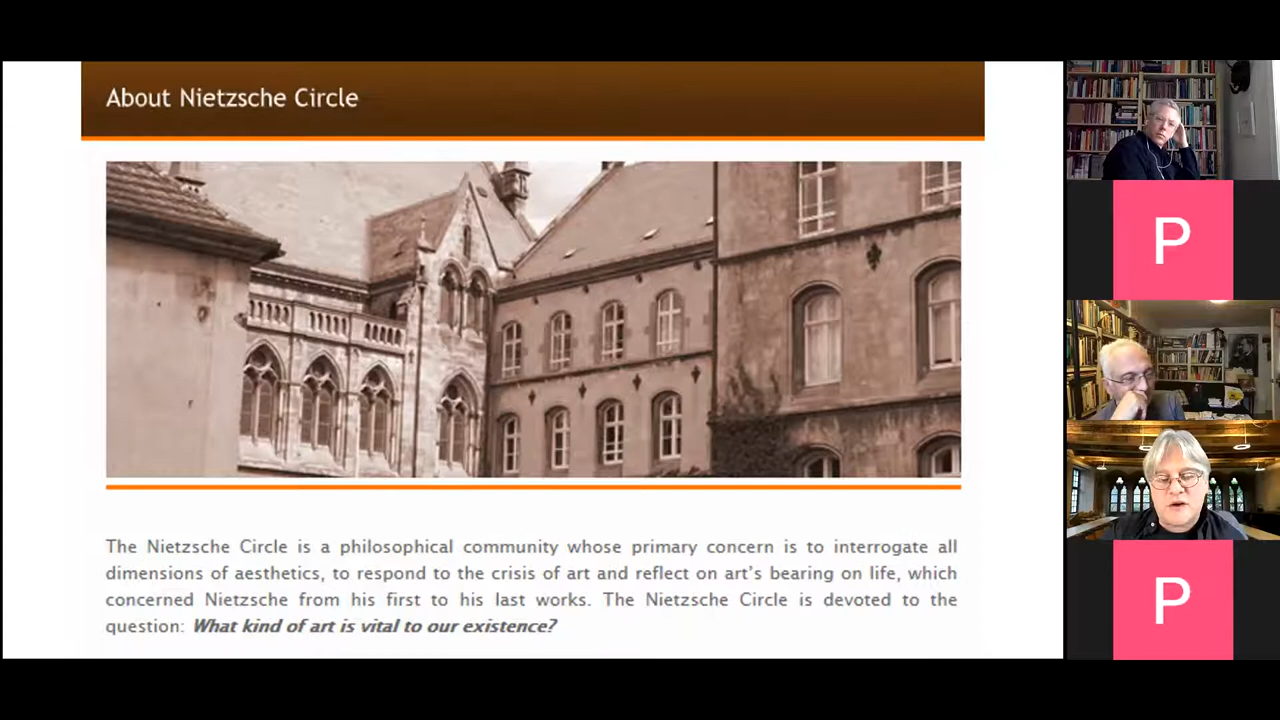 About Nietzsche Circle
The Nietzsche Circle is a philosophical community whose primary concern is to interrogate all
dimensions of aesthetics, to respond to the crisis of art and reflect on art's bearing on life, which
concerned Nietzsche from his first to his last works. The Nietzsche Circle is devoted to the
question: What kind of art is vital to our existence?
P
P